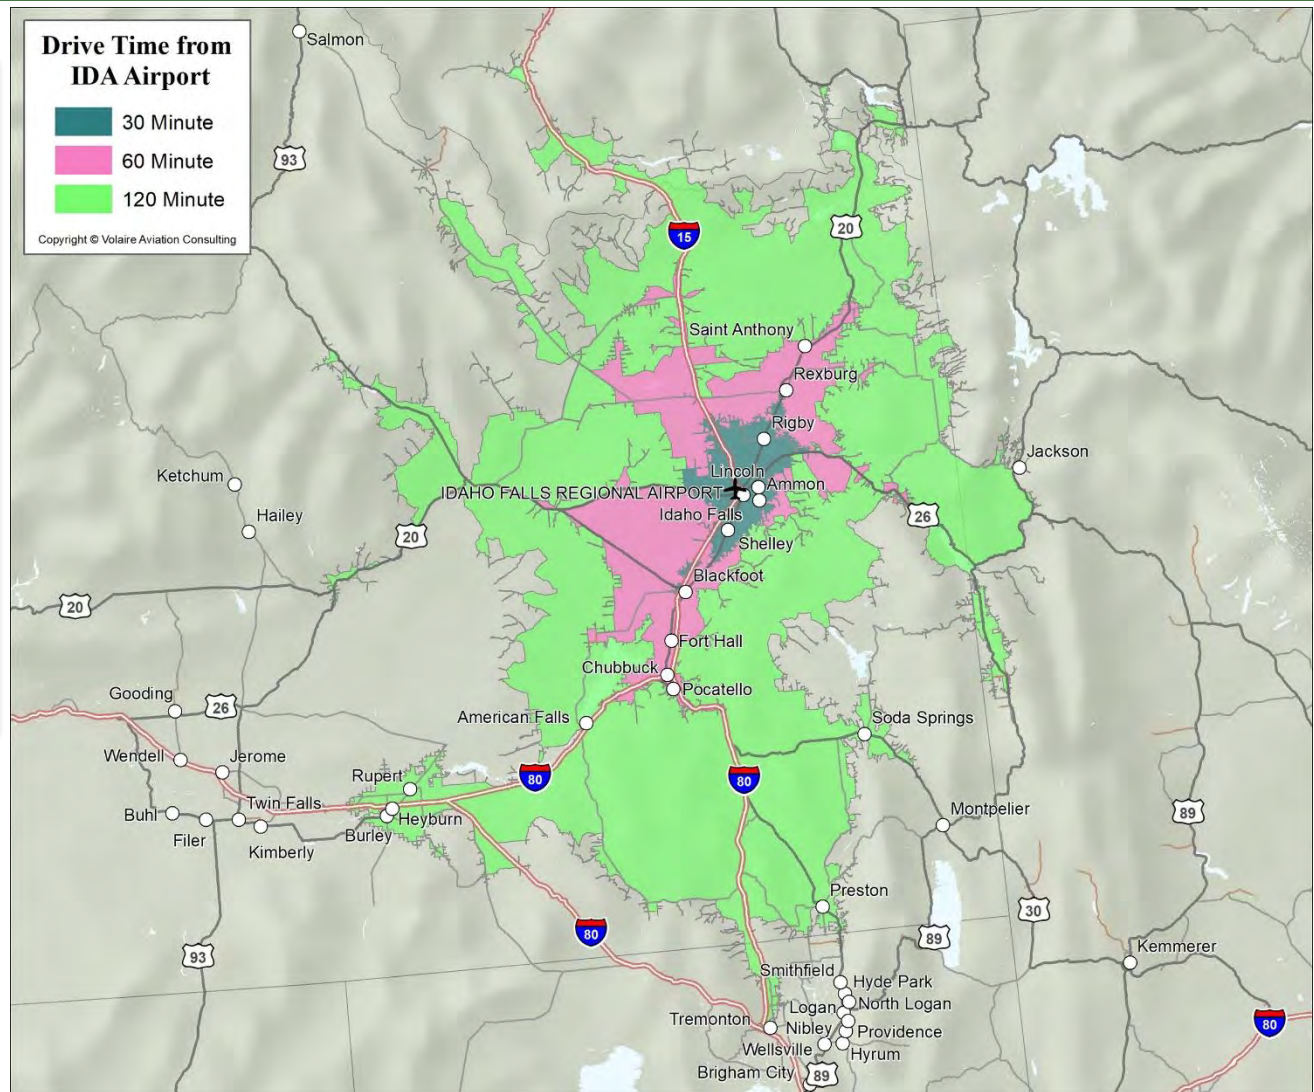 Drive Time from
IDA Airport
30 Minute
60 Minute
120 Minute
Copyright © Volaire Aviation Consulting
Salmon
93
15
20
Saint Anthony
Rexburg
Rigby
Jackson
Ketchum
Lincoln
Ammon
IDAHO FALLS REGIONAL AIRPORT
Hailey
Idaho Falls
26
20
Shelley
Blackfoot
20
Fort Hall
Chubbuck
Pocatello
Gooding
26
American Falls
Soda Springs
Wendell
Jerome
Rupert
80
80
Twin Falls
Buhl
Heyburn
Montpelier
89
Filer
Burley
Kimberly
Preston
30
80
89
93
Kemmerer
Smithfield
Hyde Park
North Logan
Logan
Tremonton
Nibley
Providence
80
Wellsville
Hyrum
Brigham City
89